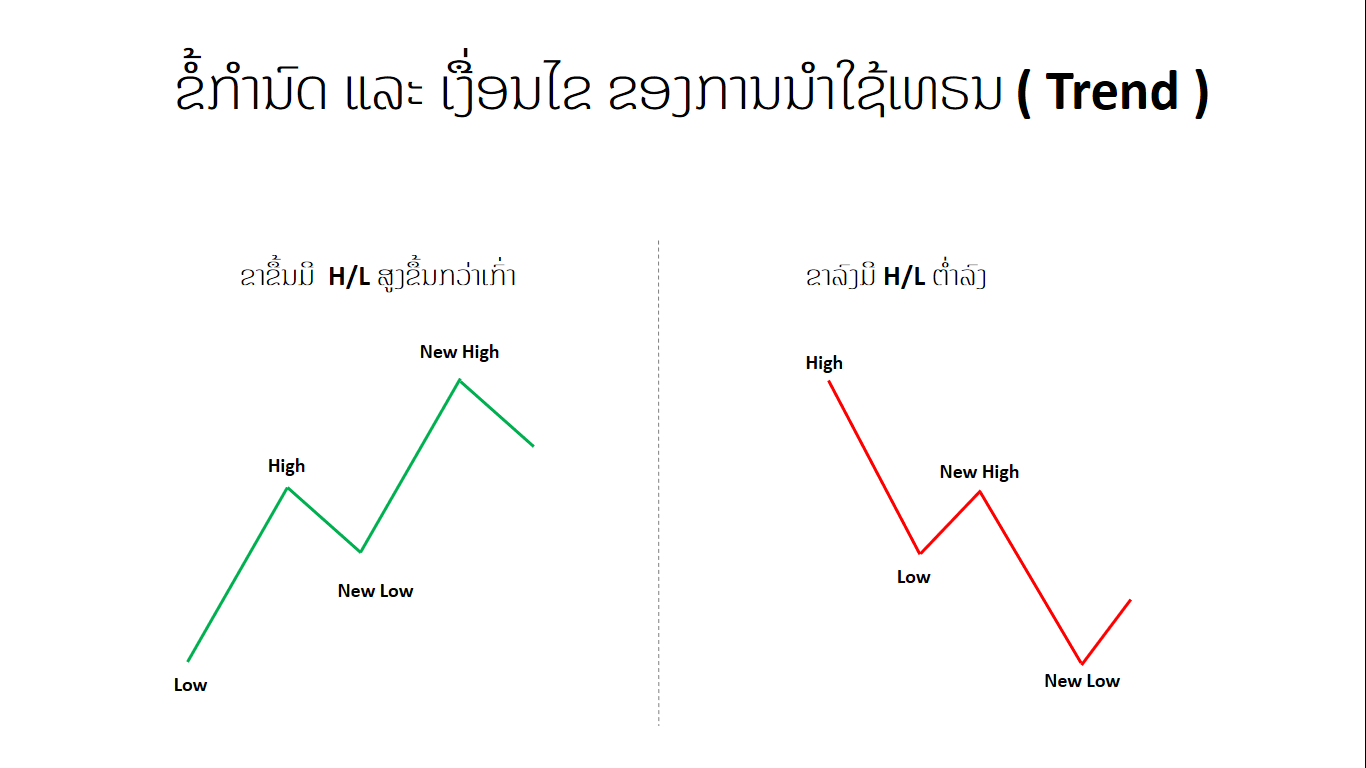 ຂໍ້ກຳນົດ ແລະ ເງື່ອນໄຂ ຂອງການນຳໃຊ້ເທຣນ ( Trend )
ຂາຂຶ້ນມີ H/L ສູງຂຶ້ນກວ່າເກົ່າ
New High
High
New Low
Low
ຂາລົງມີ H/L ຕ່ຳລົງ
High
New High
Low
New Low